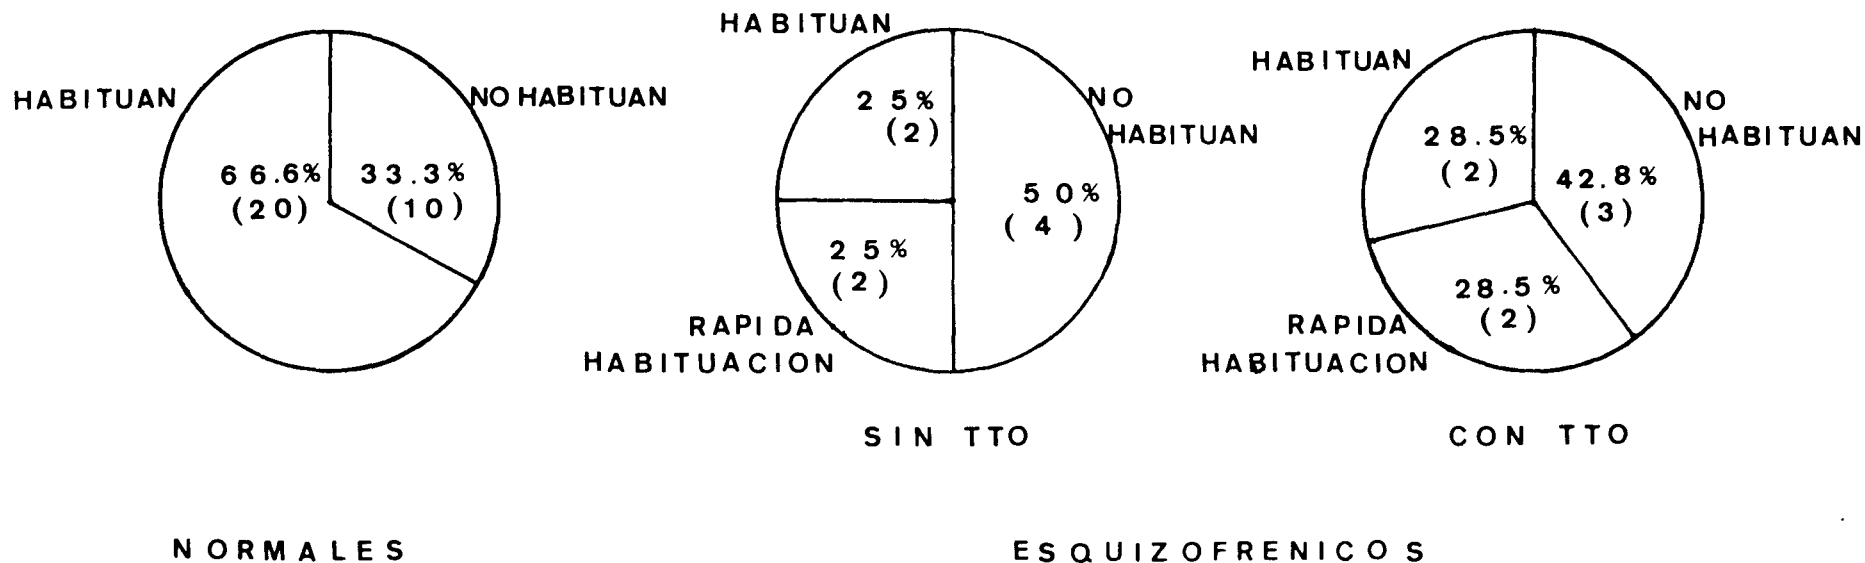 HABITUAN
NO HABITUAN
66.6%
(20)
33.3%
(10)
NORMALES
HABITUAN
25%
(2)
NO
HABITUAN
50%
(4)
25%
(2)
RAPIDA
HABITUACION
SIN TTO
HABITUAN
28.5%
(2)
NO
HABITUAN
42.8%
(3)
28.5%
(2)
RAPIDA
HABITUACION
CON TTO
ESQUIZOFRENICOS